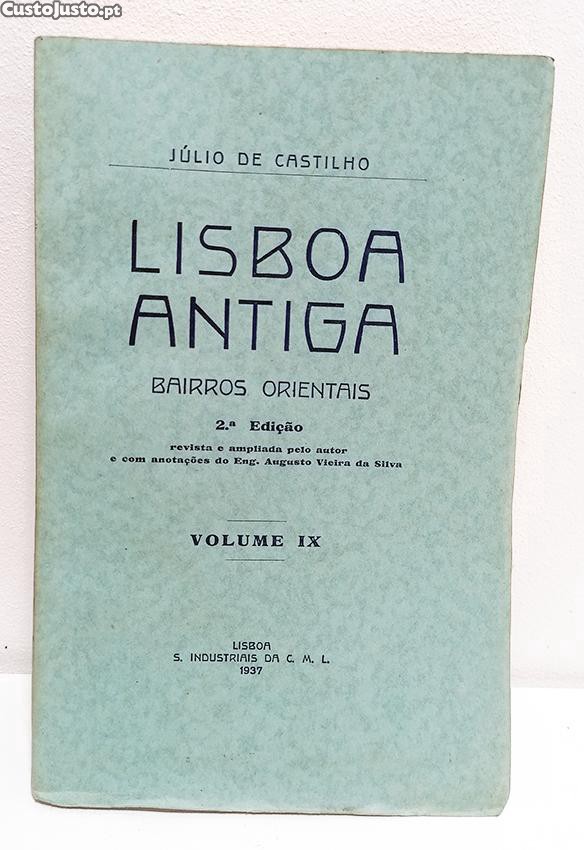 CustoJusto.pt
JÚLIO DE CASTILHO
LISBOA
ANTIGA
BAIRROS ORIENTAIS
2.ª Edição
revista e ampliada pelo autor
e com anotações do Eng. Augusto Vieira da Silva
VOLUME IX
LISBOA
S. INDUSTRIAIS DA C. M. L.
1937